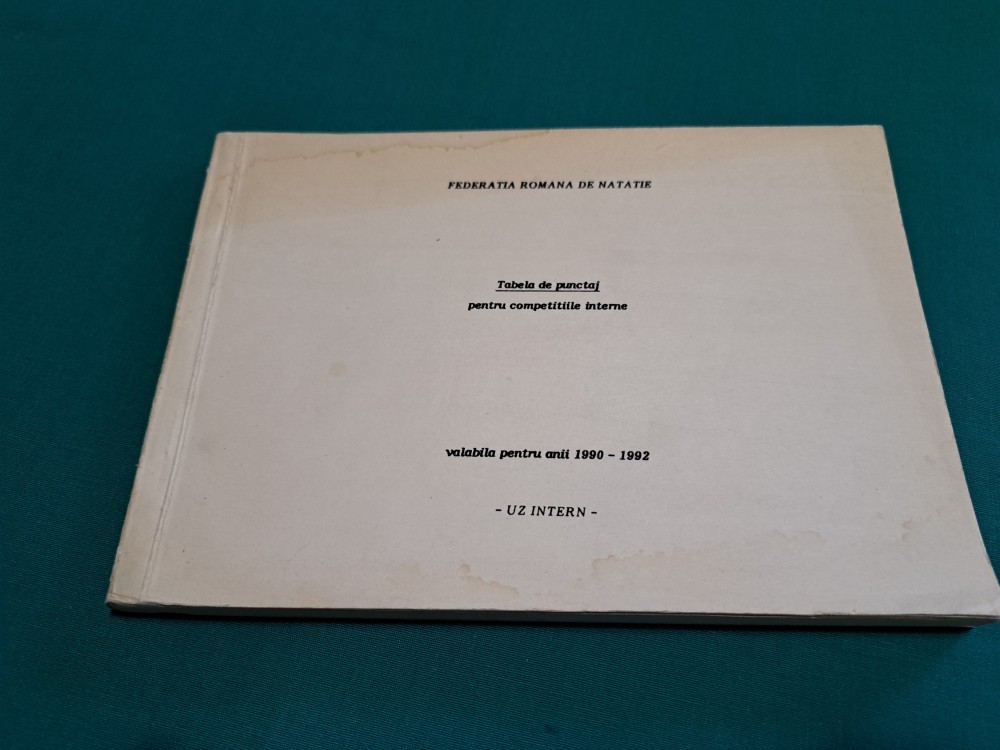 FEDERATIA ROMANA DE NATATIE
Tabela de punctaj
pentru competitiile interne
valabila pentru anii 1990 - 1992
- UZ INTERN -